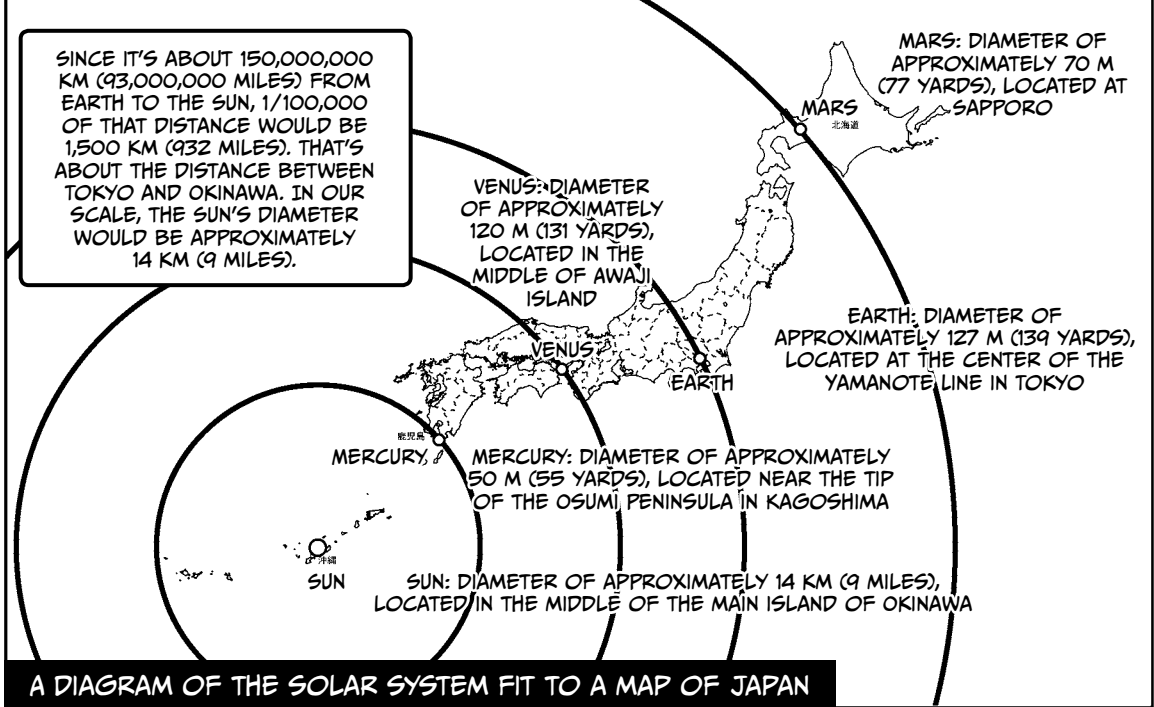 SINCE IT'S ABOUT 150,000,000
KM (93,000,000 MILES) FROM
EARTH TO THE SUN, 1/100,000
OF THAT DISTANCE WOULD BE
1,500 KM (932 MILES). THAT'S
ABOUT THE DISTANCE BETWEEN
TOKYO AND OKINAWA. IN OUR
SCALE, THE SUN'S DIAMETER
WOULD BE APPROXIMATELY
14 KM (9 MILES).
MARS: DIAMETER OF
APPROXIMATELY 70 M
(77 YARDS), LOCATED AT
SAPPORO
MARS
北海道
VENUS: DIAMETER
OF APPROXIMATELY
120 M (131 YARDS),
LOCATED IN THE
MIDDLE OF AWAJI
ISLAND
VENUS
EARTH: DIAMETER OF
APPROXIMATELY 127 M (139 YARDS),
LOCATED AT THE CENTER OF THE
YAMANOTE LINE IN TOKYO
EARTH
鹿児島
MERCURY
MERCURY: DIAMETER OF APPROXIMATELY
50 M (55 YARDS), LOCATED NEAR THE TIP
OF THE OSUMI PENINSULA IN KAGOSHIMA
沖縄
SUN
SUN: DIAMETER OF APPROXIMATELY 14 KM (9 MILES),
LOCATED IN THE MIDDLE OF THE MAIN ISLAND OF OKINAWA
A DIAGRAM OF THE SOLAR SYSTEM FIT TO A MAP OF JAPAN